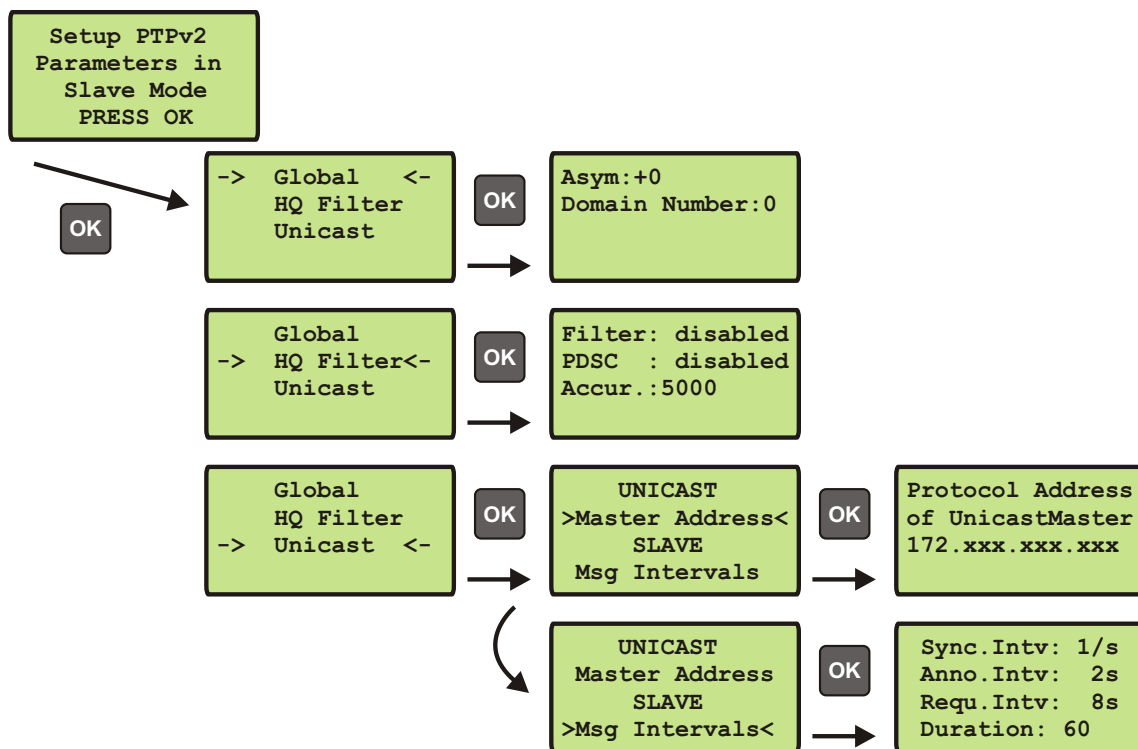 Setup PTPv2
Parameters in
Slave Mode
PRESS OK
OK
-> Global <-
HQ Filter
Unicast
OK
Asym:+0
Domain Number:0
Global
-> HQ Filter<-
Unicast
OK
Filter: disabled
PDSC : disabled
Accur.:5000
Global
HQ Filter
-> Unicast <-
OK
UNICAST
>Master Address<
SLAVE
Msg Intervals
OK
Protocol Address
of UnicastMaster
172.xxx.xxx.xxx
UNICAST
Master Address
SLAVE
>Msg Intervals<
OK
Sync.Intv: 1/s
Anno.Intv: 2s
Requ.Intv: 8s
Duration: 60